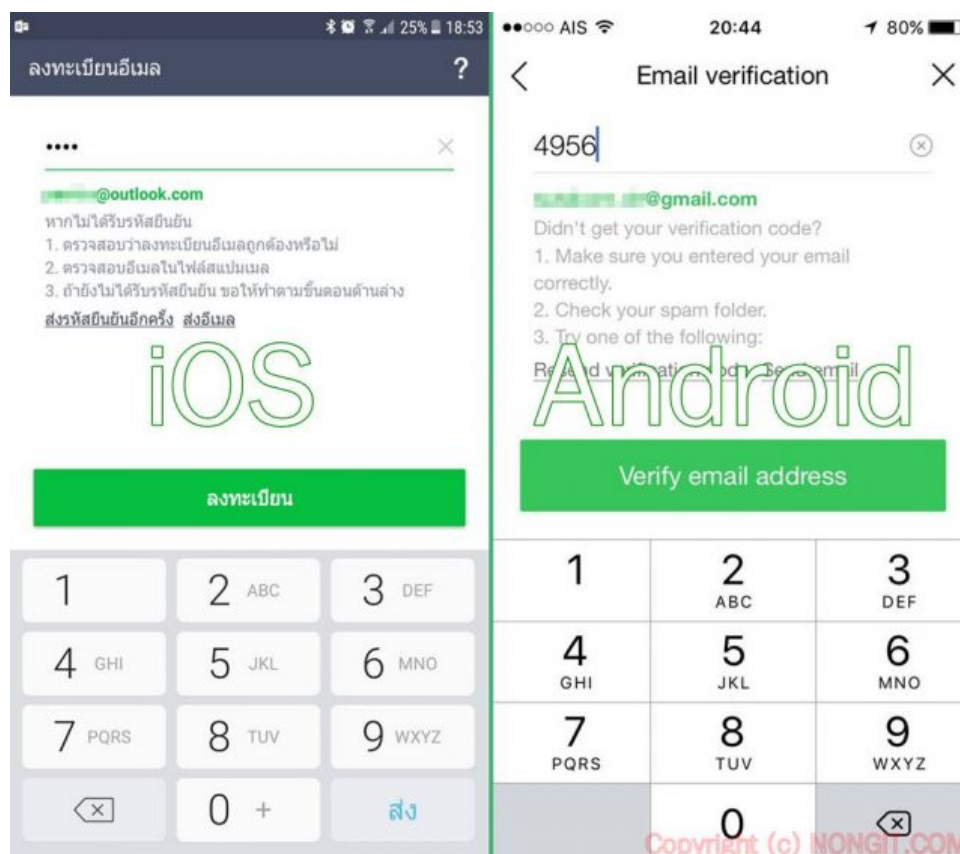 25% 18:53
ลงทะเบียนอีเมล ?
••••
@outlook.com
หากไม่ได้รับรหัสยืนยัน
1. ตรวจสอบว่าลงทะเบียนอีเมลถูกต้องหรือไม่
2. ตรวจสอบอีเมลในไฟล์สแปมเมล
3. ถ้ายังไม่ได้รับรหัสยืนยัน ขอให้ทำตามขั้นตอนด้านล่าง
ส่งรหัสยืนยันอีกครั้ง ส่งอีเมล
iOS
ลงทะเบียน
1
2 ABC
3 DEF
4 GHI
5 JKL
6 MNO
7 PQRS
8 TUV
9 WXYZ
0 +
ส่ง
AIS 20:44 80%
Email verification
4956
@gmail.com
Didn't get your verification code?
1. Make sure you entered your email
correctly.
2. Check your spam folder.
3. Try one of the following:
Resend verification code Send email
Android
Verify email address
1
2
ABC
3
DEF
4
GHI
5
JKL
6
MNO
7
PQRS
8
TUV
9
WXYZ
0
Copyright (c) NONGIT.COM